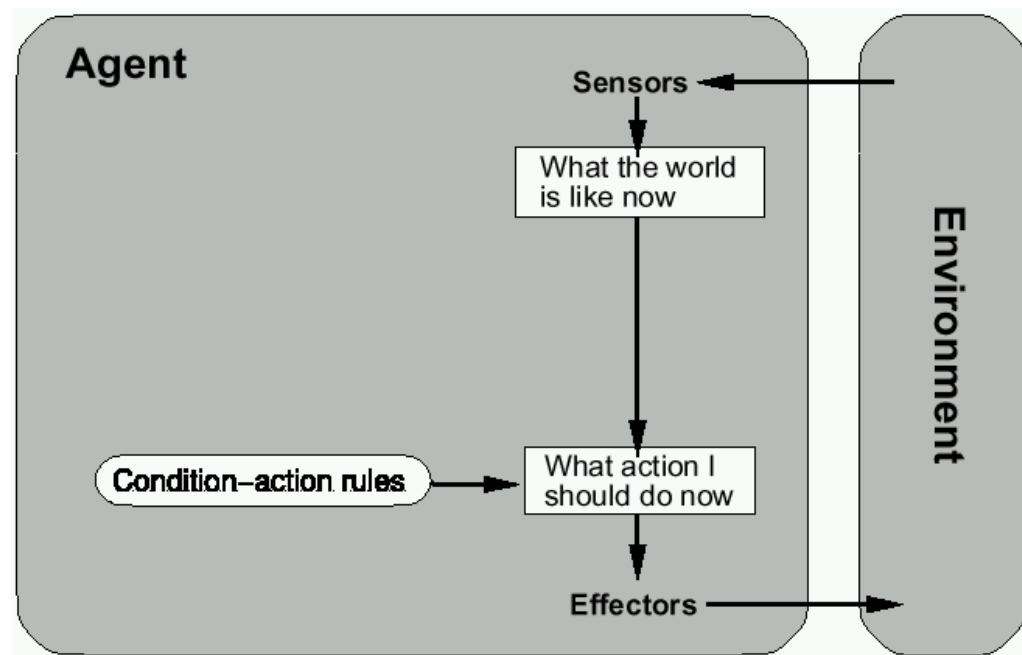 Agent
Sensors
What the world
is like now
Environment
Condition–action rules
What action I
should do now
Effectors